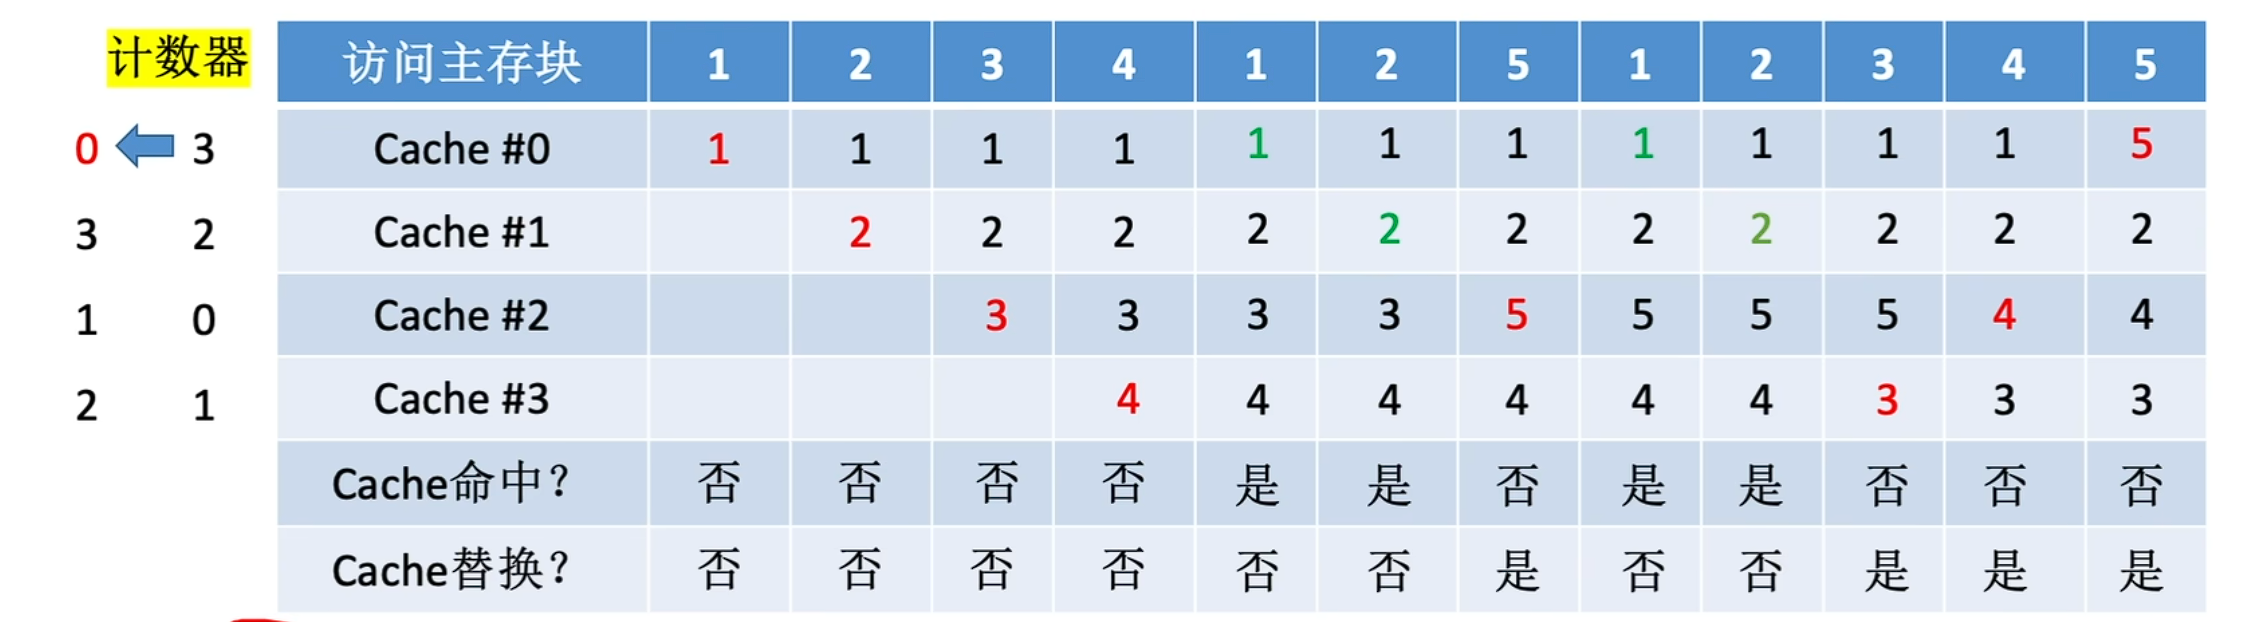 计数器 访问主存块 1 2 3 4 1 2 5 1 2 3 4 5
0 3 Cache #0 1 1 1 1 1 1 1 1 1 1 1 5
3 2 Cache #1 2 2 2 2 2 2 2 2 2 2 2
1 0 Cache #2 3 3 3 3 5 5 5 5 4 4
2 1 Cache #3 4 4 4 4 4 4 3 3 3
Cache命中？ 否 否 否 否 是 是 否 是 是 否 否 否
Cache替换？ 否 否 否 否 否 否 是 否 否 是 是 是